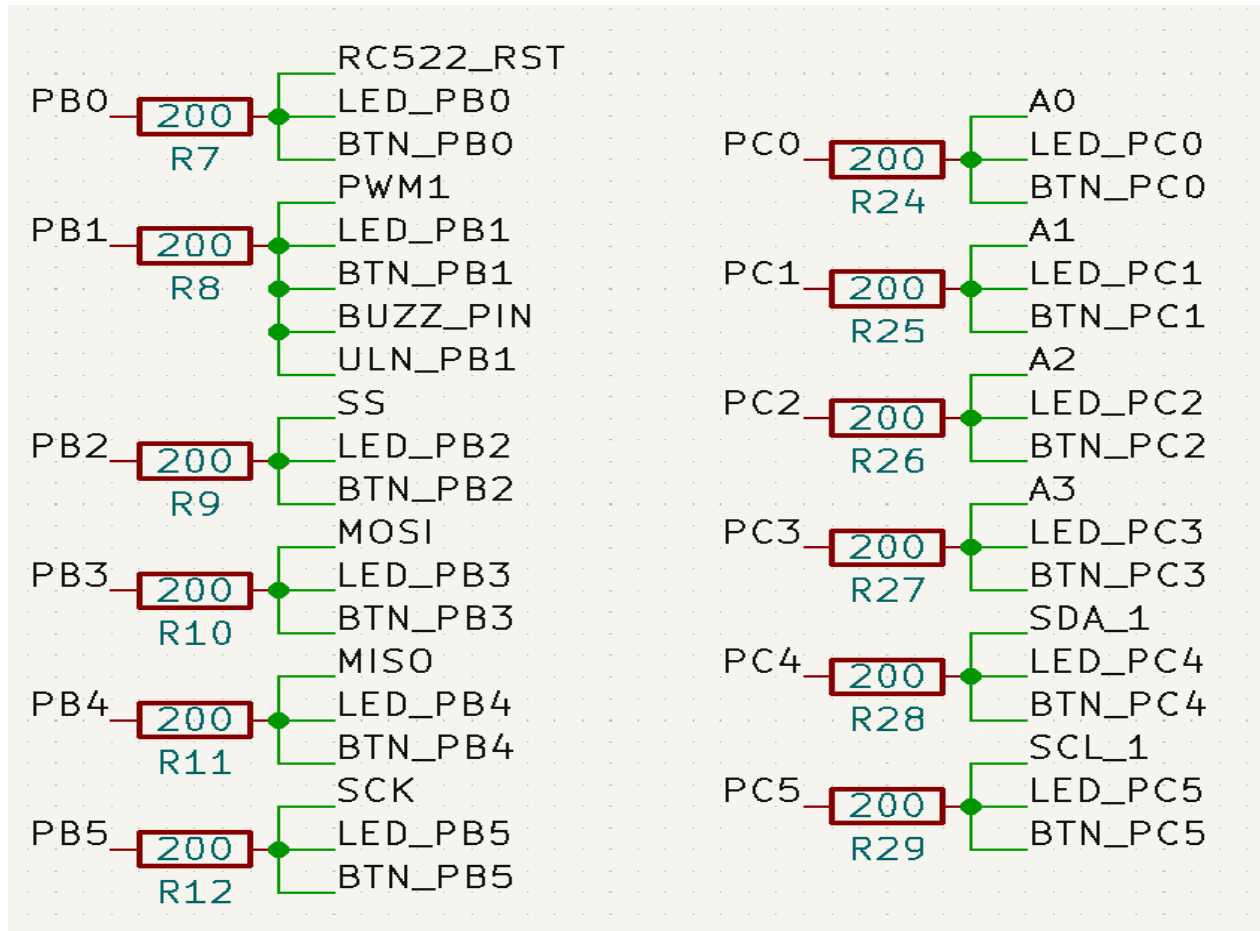 RC522_RST
PB0 200 LED_PB0
R7 BTN_PB0
PWM1
PB1 200 LED_PB1
R8 BTN_PB1
BUZZ_PIN
ULN_PB1
SS
PB2 200 LED_PB2
R9 BTN_PB2
MOSI
PB3 200 LED_PB3
R10 BTN_PB3
MISO
PB4 200 LED_PB4
R11 BTN_PB4
SCK
PB5 200 LED_PB5
R12 BTN_PB5
A0
PC0 200 LED_PC0
R24 BTN_PC0
A1
PC1 200 LED_PC1
R25 BTN_PC1
A2
PC2 200 LED_PC2
R26 BTN_PC2
A3
PC3 200 LED_PC3
R27 BTN_PC3
SDA_1
PC4 200 LED_PC4
R28 BTN_PC4
SCL_1
PC5 200 LED_PC5
R29 BTN_PC5